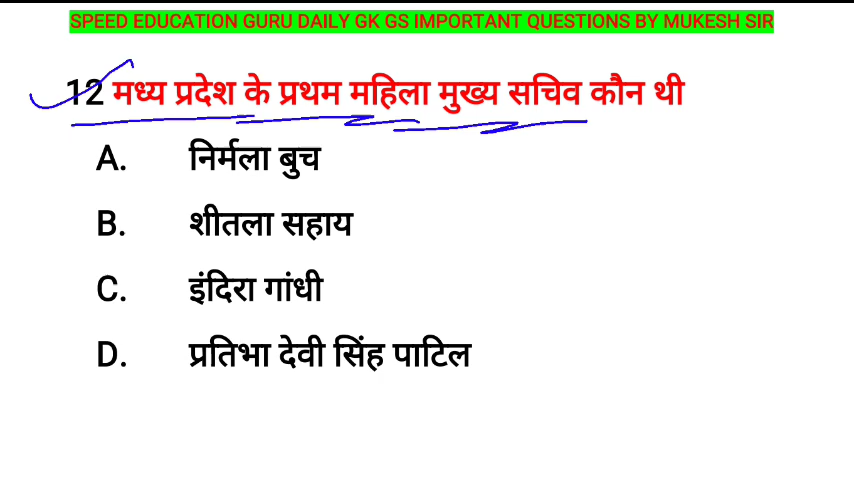 SPEED EDUCATION GURU DAILY GK GS IMPORTANT QUESTIONS BY MUKESH SIR
12 मध्य प्रदेश के प्रथम महिला मुख्य सचिव कौन थी
A. निर्मला बुच
B. शीतला सहाय
C. इंदिरा गांधी
D. प्रतिभा देवी सिंह पाटिल